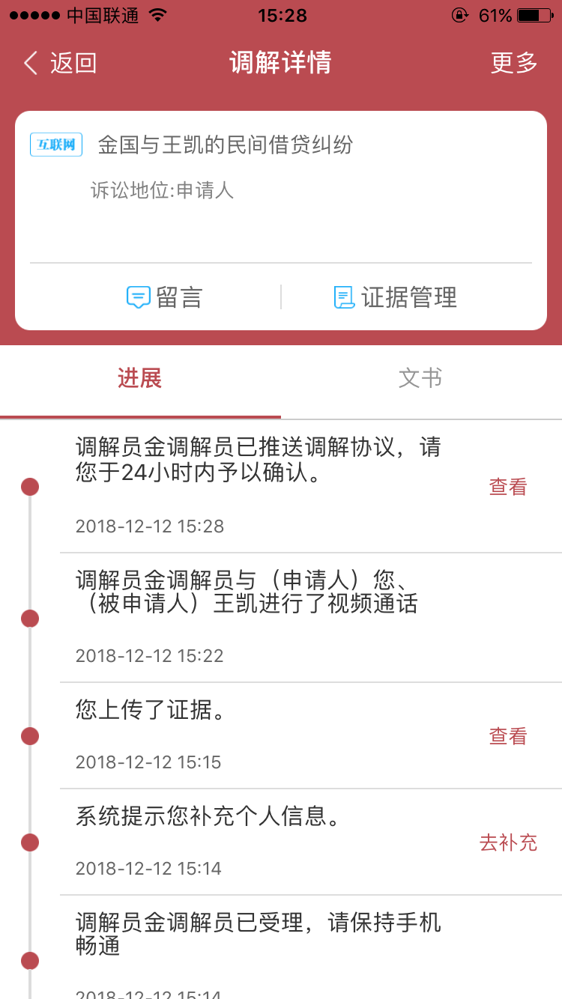 中国联通 15:28 61%
返回 调解详情 更多
互联网 金国与王凯的民间借贷纠纷
诉讼地位:申请人
留言 证据管理
进展 文书
调解员金调解员已推送调解协议，请
您于24小时内予以确认。
查看
2018-12-12 15:28
调解员金调解员与（申请人）您、
（被申请人）王凯进行了视频通话
2018-12-12 15:22
您上传了证据。
查看
2018-12-12 15:15
系统提示您补充个人信息。
去补充
2018-12-12 15:14
调解员金调解员已受理，请保持手机
畅通
2018-12-12 15:14